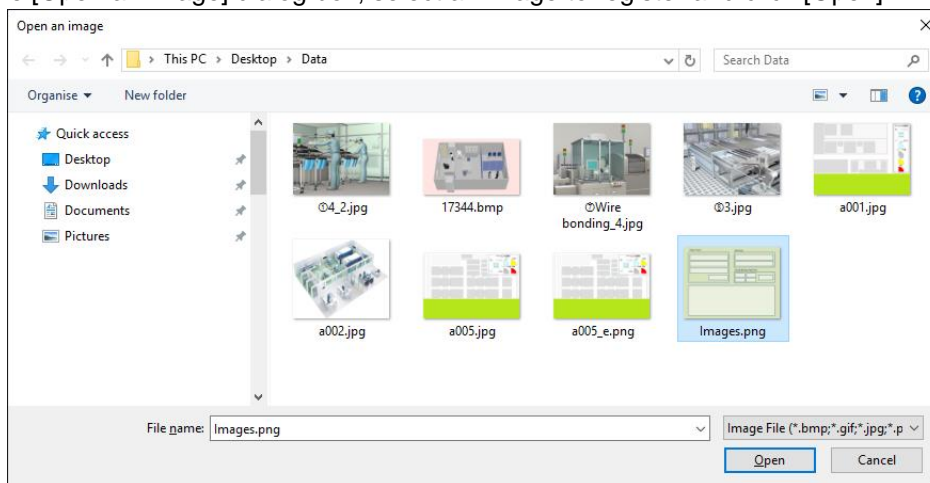 Open an image
This PC > Desktop > Data
Search Data
Organise
New folder
Quick access
Desktop
Downloads
Documents
Pictures
①4_2.jpg
17344.bmp
①Wire
bonding_4.jpg
①3.jpg
a001.jpg
a002.jpg
a005.jpg
a005_e.png
Images.png
File name:
Images.png
Image File (*.bmp;*.gif;*.jpg;*.p
Open
Cancel